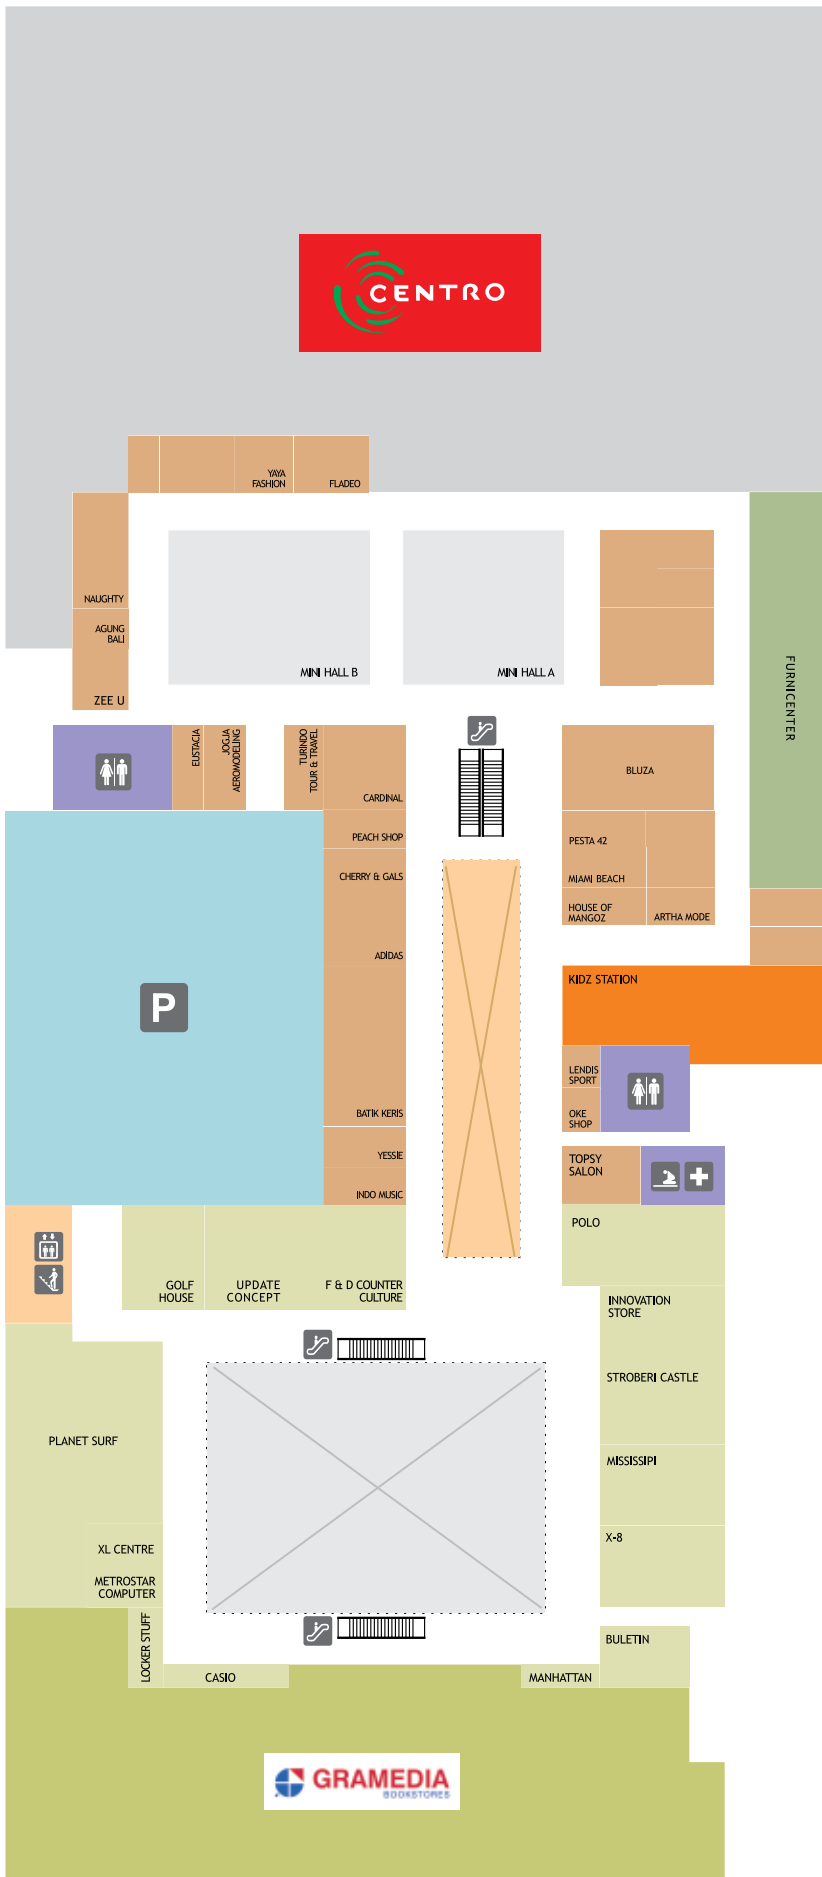 CENTRO
YAYA
FASHION
FLADEO
NAUGHTY
AGUNG
BALI
ZEE U
MINI HALL B
MINI HALL A
FURNICENTER
EUSTACIA
JOGJA
AEROMODELING
TURINDO
TOUR & TRAVEL
CARDINAL
BLUZA
PEACH SHOP
PESTA 42
CHERRY & GALS
MIAMI BEACH
HOUSE OF
MANGOZ
ARTHA MODE
ADIDAS
KIDZ STATION
P
LENDIS
SPORT
OKE
SHOP
BATIK KERIS
YESSIE
TOPSY
SALON
INDO MUSIC
POLO
GOLF
HOUSE
UPDATE
CONCEPT
F & D COUNTER
CULTURE
INNOVATION
STORE
STROBERI CASTLE
PLANET SURF
MISSISSIPI
X-8
XL CENTRE
METROSTAR
COMPUTER
LOCKER STUFF
BULETIN
CASIO
MANHATTAN
GRAMEDIA
BOOKSTORES